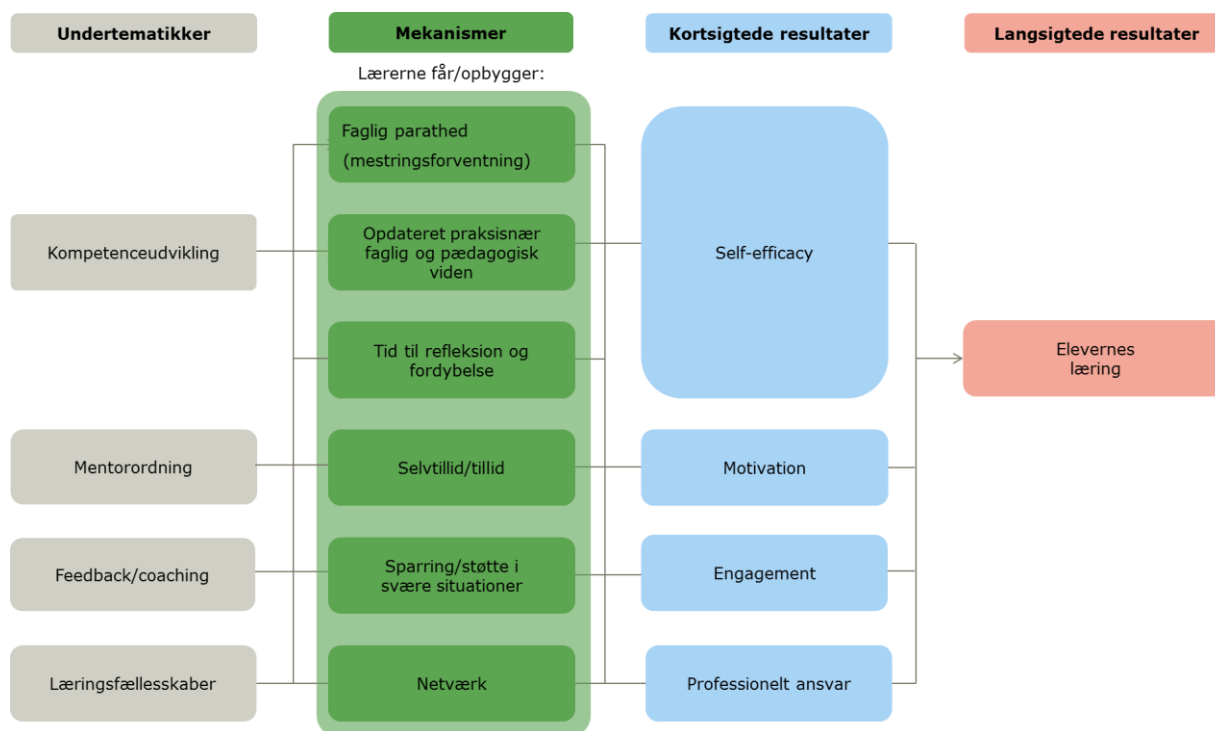 Undertematikker
Mekanismer
Kortsigtede resultater
Langsigtede resultater
Lærerne får/opbygger:
Faglig parathed
(mestringsforventning)
Kompetenceudvikling
Opdateret praksisnær
faglig og pædagogisk
viden
Self-efficacy
Tid til refleksion og
fordybelse
Elevernes
læring
Mentorordning
Selvtillid/tillid
Motivation
Feedback/coaching
Sparring/støtte i
svære situationer
Engagement
Læringsfællesskaber
Netværk
Professionelt ansvar